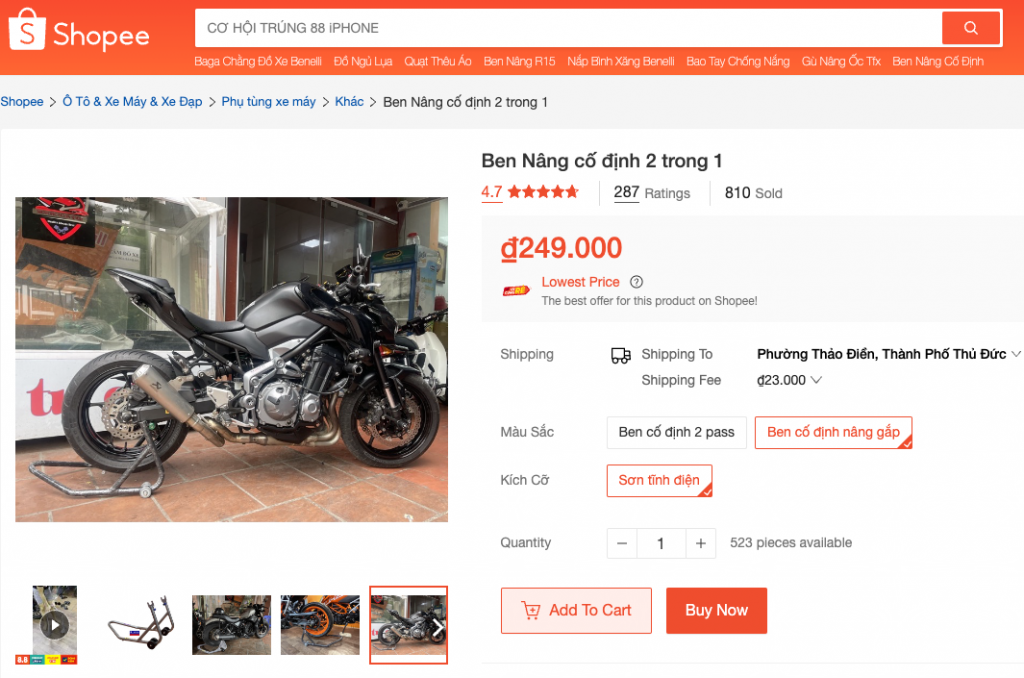 Shopee
CƠ HỘI TRÚNG 88 iPHONE
Baga Chằng Đồ Xe Benelli Đồ Ngủ Lụa Quạt Thêu Áo Ben Nâng R15 Nắp Bình Xăng Benelli Bao Tay Chống Nắng Gù Nâng Ốc Tfx Ben Nâng Cố Định
Shopee > Ô Tô & Xe Máy & Xe Đạp > Phụ tùng xe máy > Khác > Ben Nâng cố định 2 trong 1
Ben Nâng cố định 2 trong 1
4.7 287 Ratings 810 Sold
₫249.000
Lowest Price ?
The best offer for this product on Shopee!
Shipping Shipping To Phường Thảo Điền, Thành Phố Thủ Đức
Shipping Fee ₫23.000
Màu Sắc Ben cố định 2 pass Ben cố định nâng gắp
Kích Cỡ Sơn tĩnh điện
Quantity − 1 + 523 pieces available
Add To Cart Buy Now
8.8